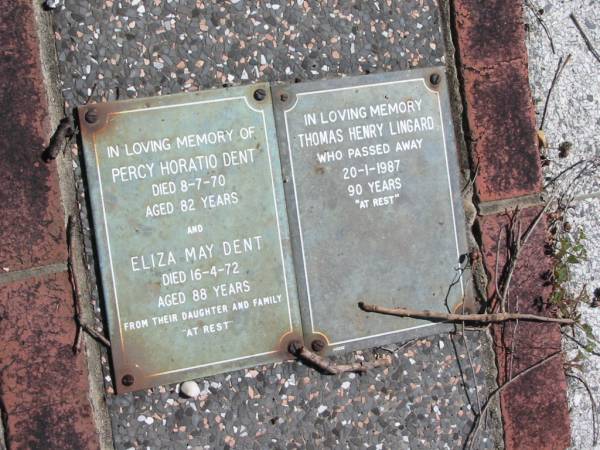 IN LOVING MEMORY OF
PERCY HORATIO DENT
DIED 8-7-70
AGED 82 YEARS
AND
ELIZA MAY DENT
DIED 16-4-72
AGED 88 YEARS
FROM THEIR DAUGHTER AND FAMILY
"AT REST"
IN LOVING MEMORY
THOMAS HENRY LINGARD
WHO PASSED AWAY
20-1-1987
90 YEARS
"AT REST"